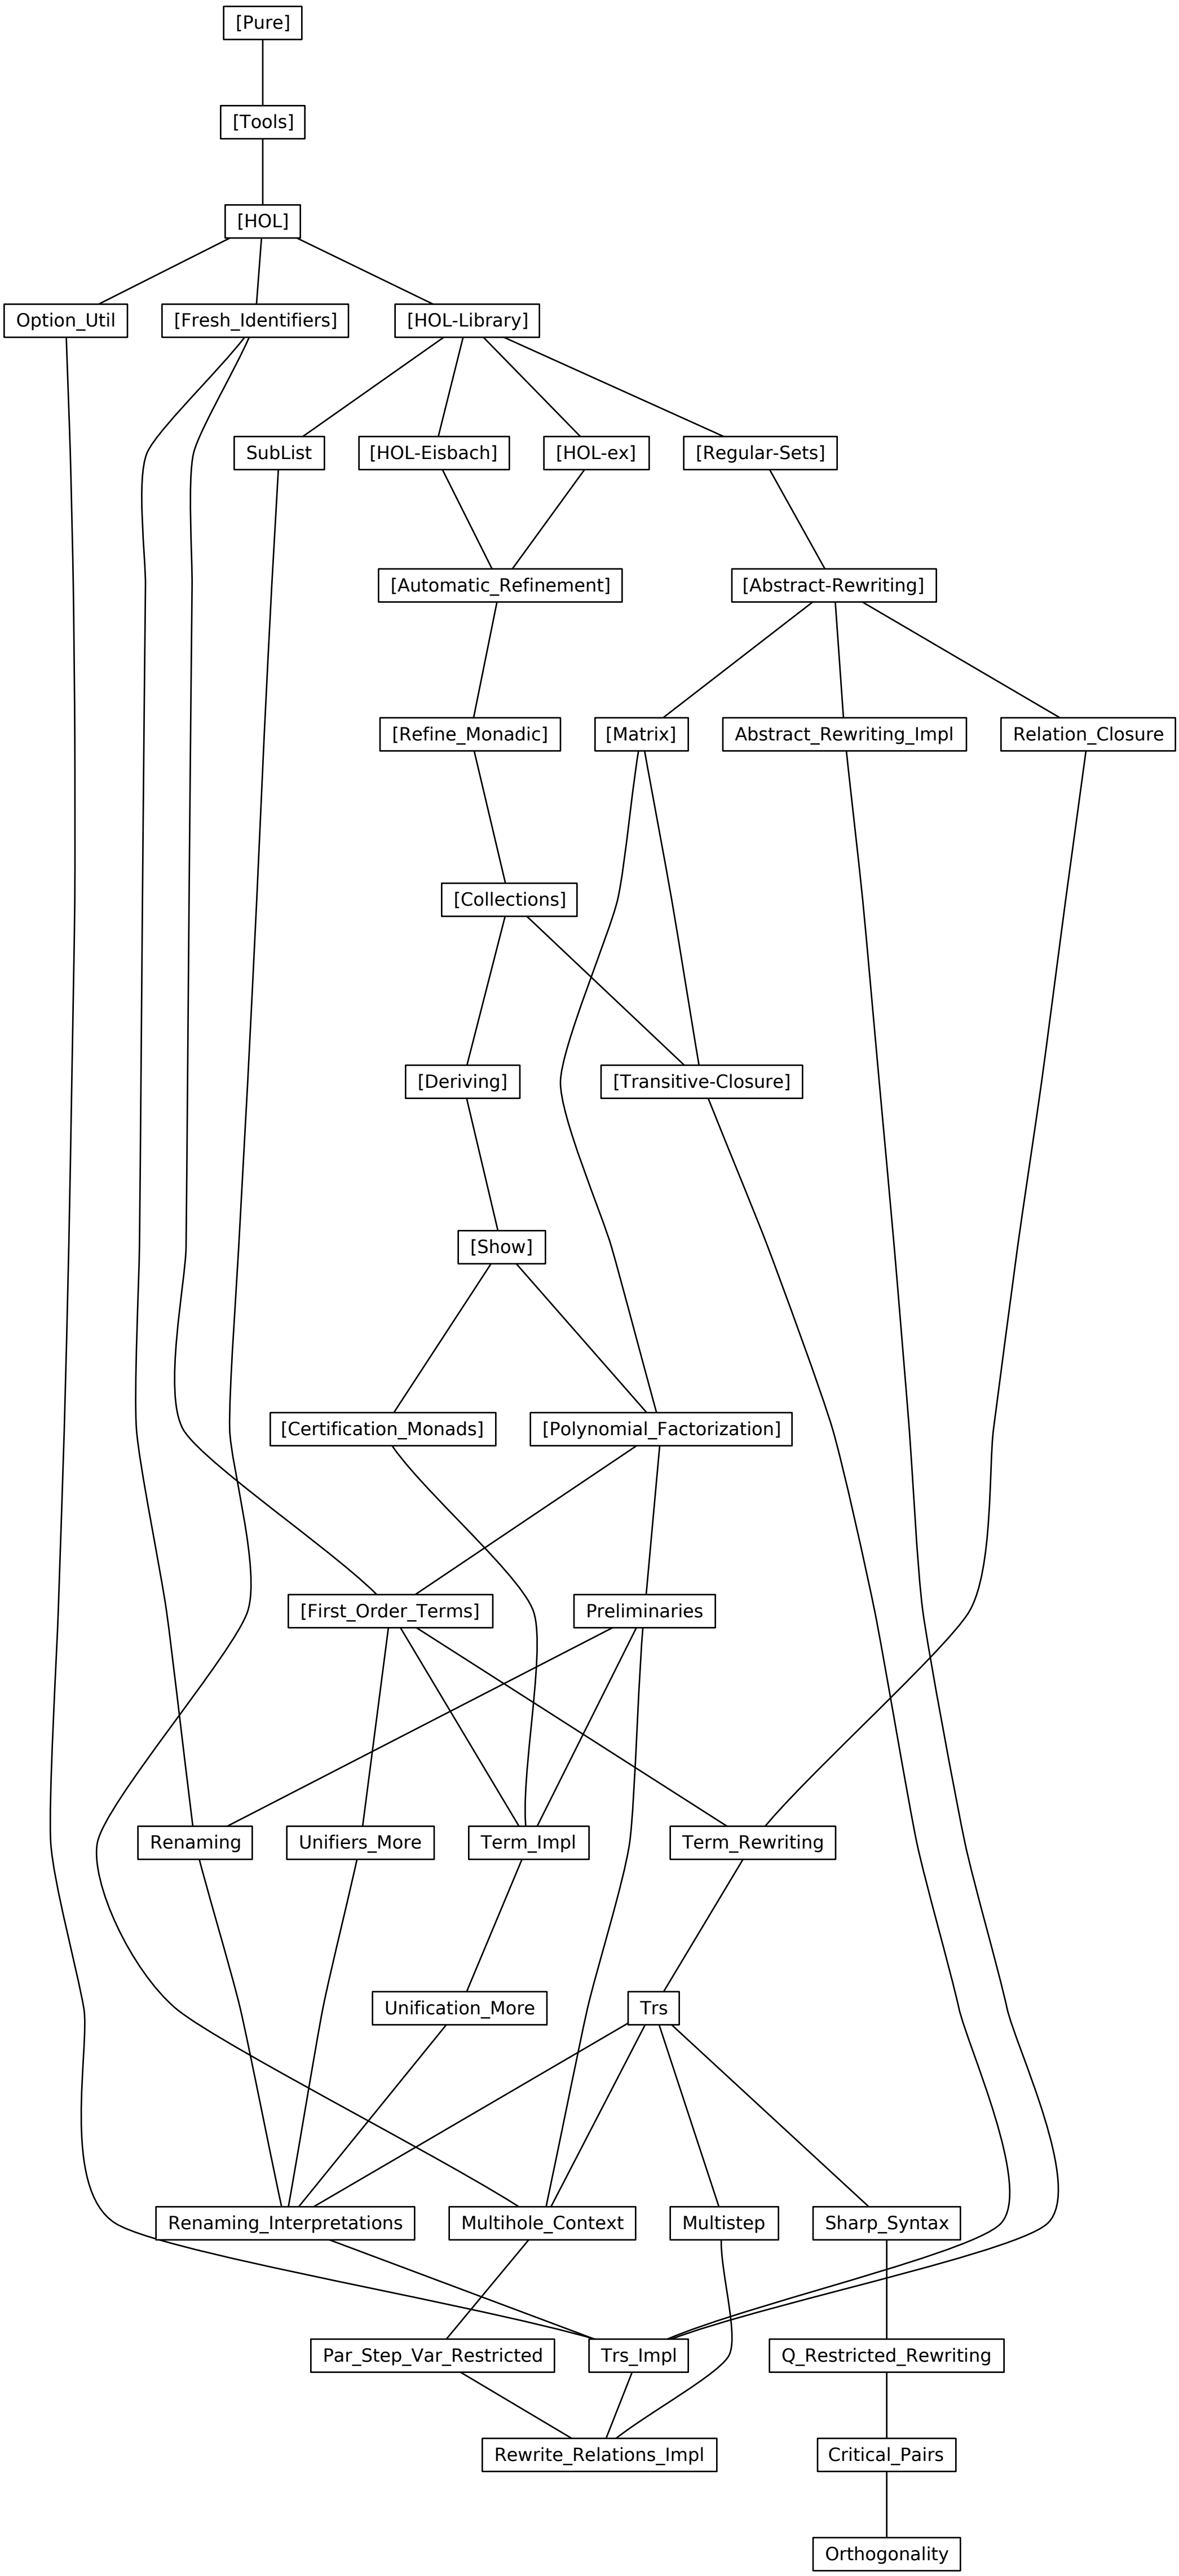 [Pure]
[Tools]
[HOL]
Option_Util
[Fresh_Identifiers]
[HOL-Library]
SubList
[HOL-Eisbach]
[HOL-ex]
[Regular-Sets]
[Automatic_Refinement]
[Abstract-Rewriting]
[Refine_Monadic]
[Matrix]
Abstract_Rewriting_Impl
Relation_Closure
[Collections]
[Deriving]
[Transitive-Closure]
[Show]
[Certification_Monads]
[Polynomial_Factorization]
[First_Order_Terms]
Preliminaries
Renaming
Unifiers_More
Term_Impl
Term_Rewriting
Unification_More
Trs
Renaming_Interpretations
Multihole_Context
Multistep
Sharp_Syntax
Par_Step_Var_Restricted
Trs_Impl
Q_Restricted_Rewriting
Rewrite_Relations_Impl
Critical_Pairs
Orthogonality